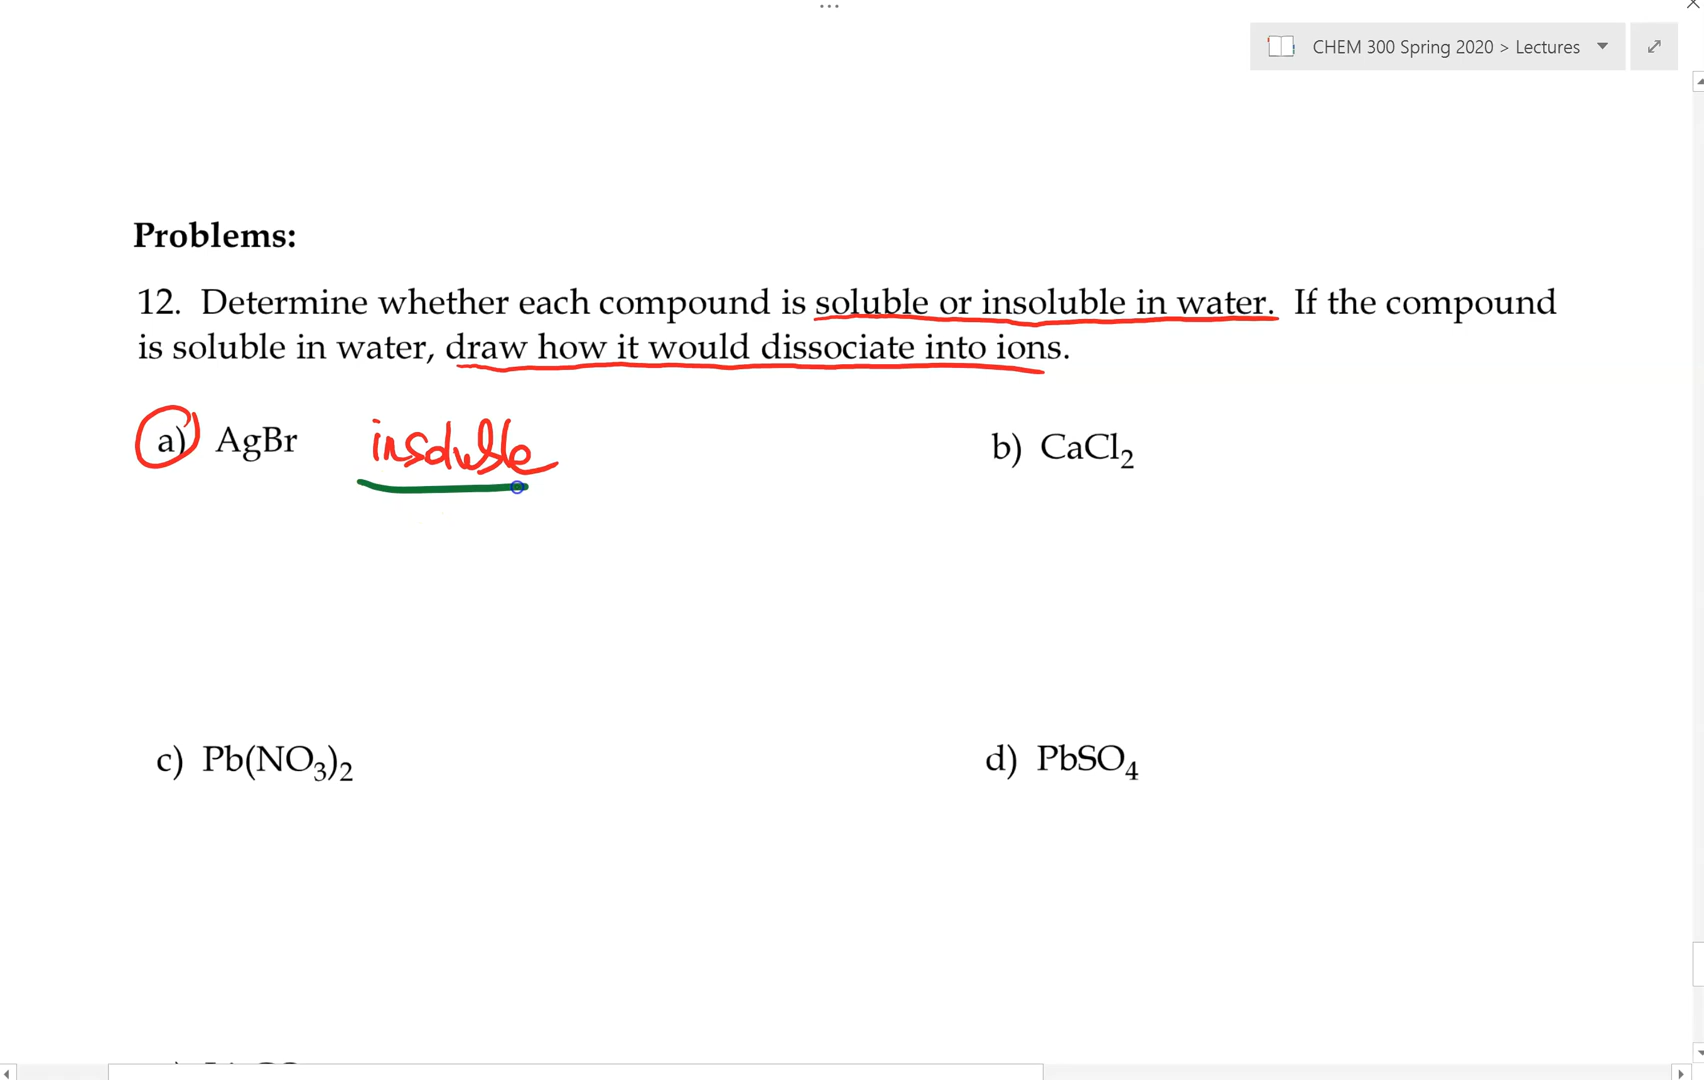 CHEM 300 Spring 2020 > Lectures
Problems:
12. Determine whether each compound is soluble or insoluble in water. If the compound
is soluble in water, draw how it would dissociate into ions.
a) AgBr insoluble b) CaCl₂
c) Pb(NO₃)₂ d) PbSO₄